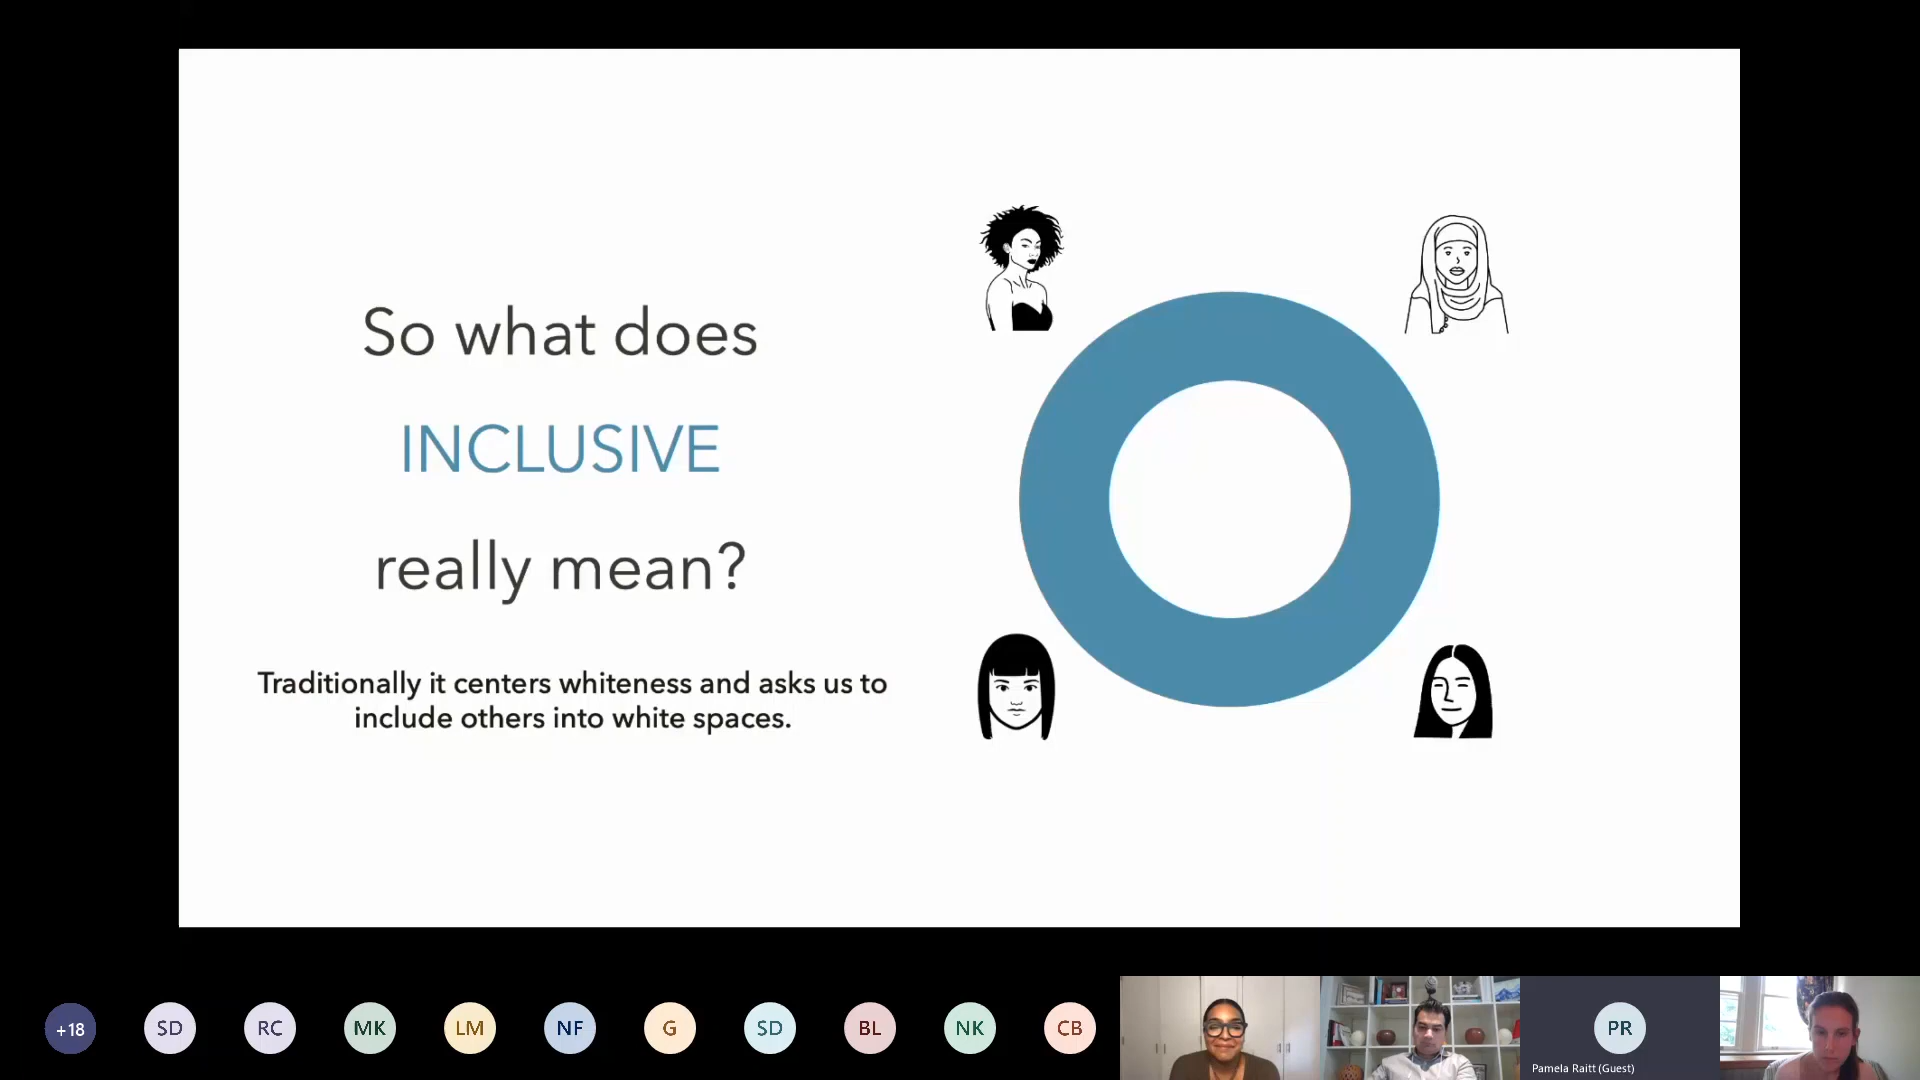 So what does
INCLUSIVE
really mean?
Traditionally it centers whiteness and asks us to
include others into white spaces.
+18
SD
RC
MK
LM
NF
G
SD
BL
NK
CB
PR
Pamela Raitt (Guest)